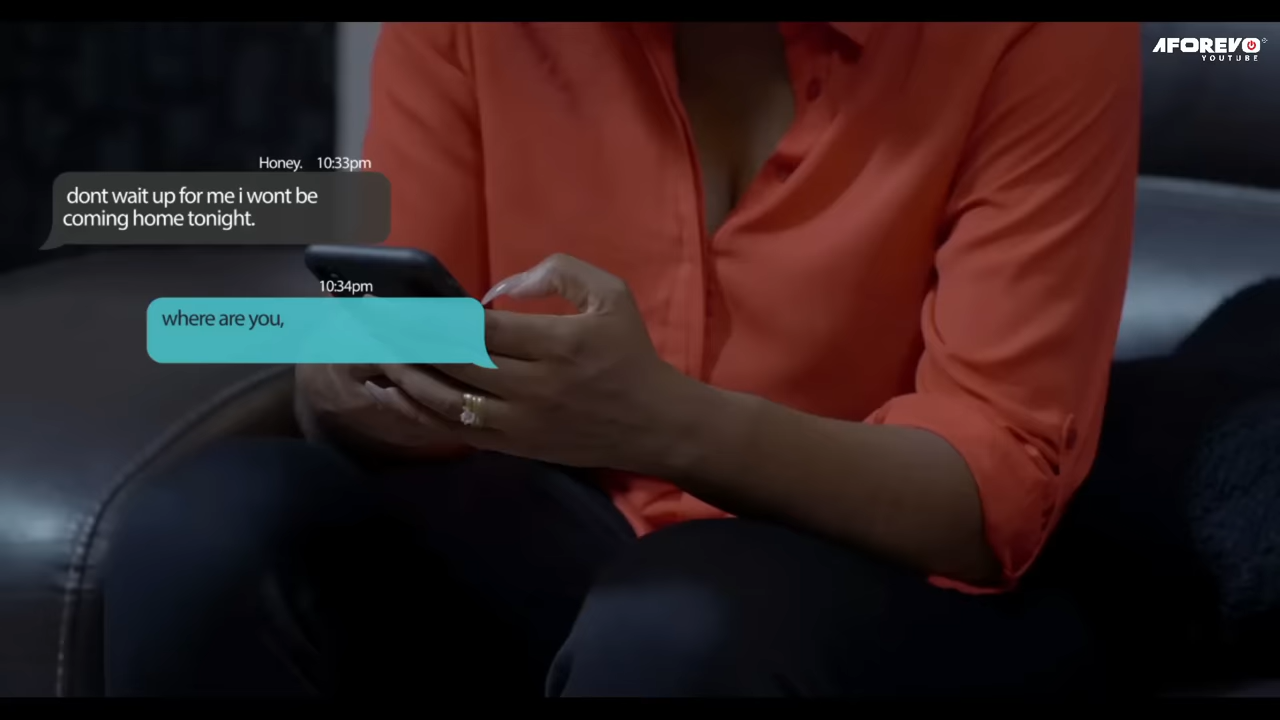 AFOREVO
YOUTUBE
Honey. 10:33pm
dont wait up for me i wont be
coming home tonight.
10:34pm
where are you,